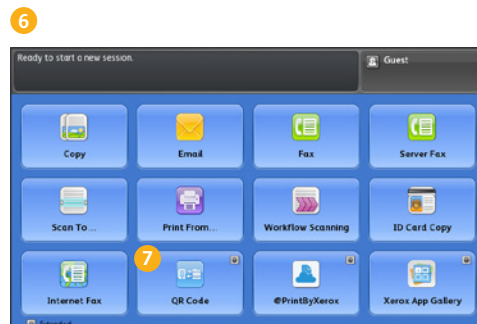 6
Ready to start a new session.
Guest
Copy
Email
Fax
Server Fax
Scan To ...
Print From...
Workflow Scanning
ID Card Copy
7
Internet Fax
QR Code
@PrintByXerox
Xerox App Gallery
Extended